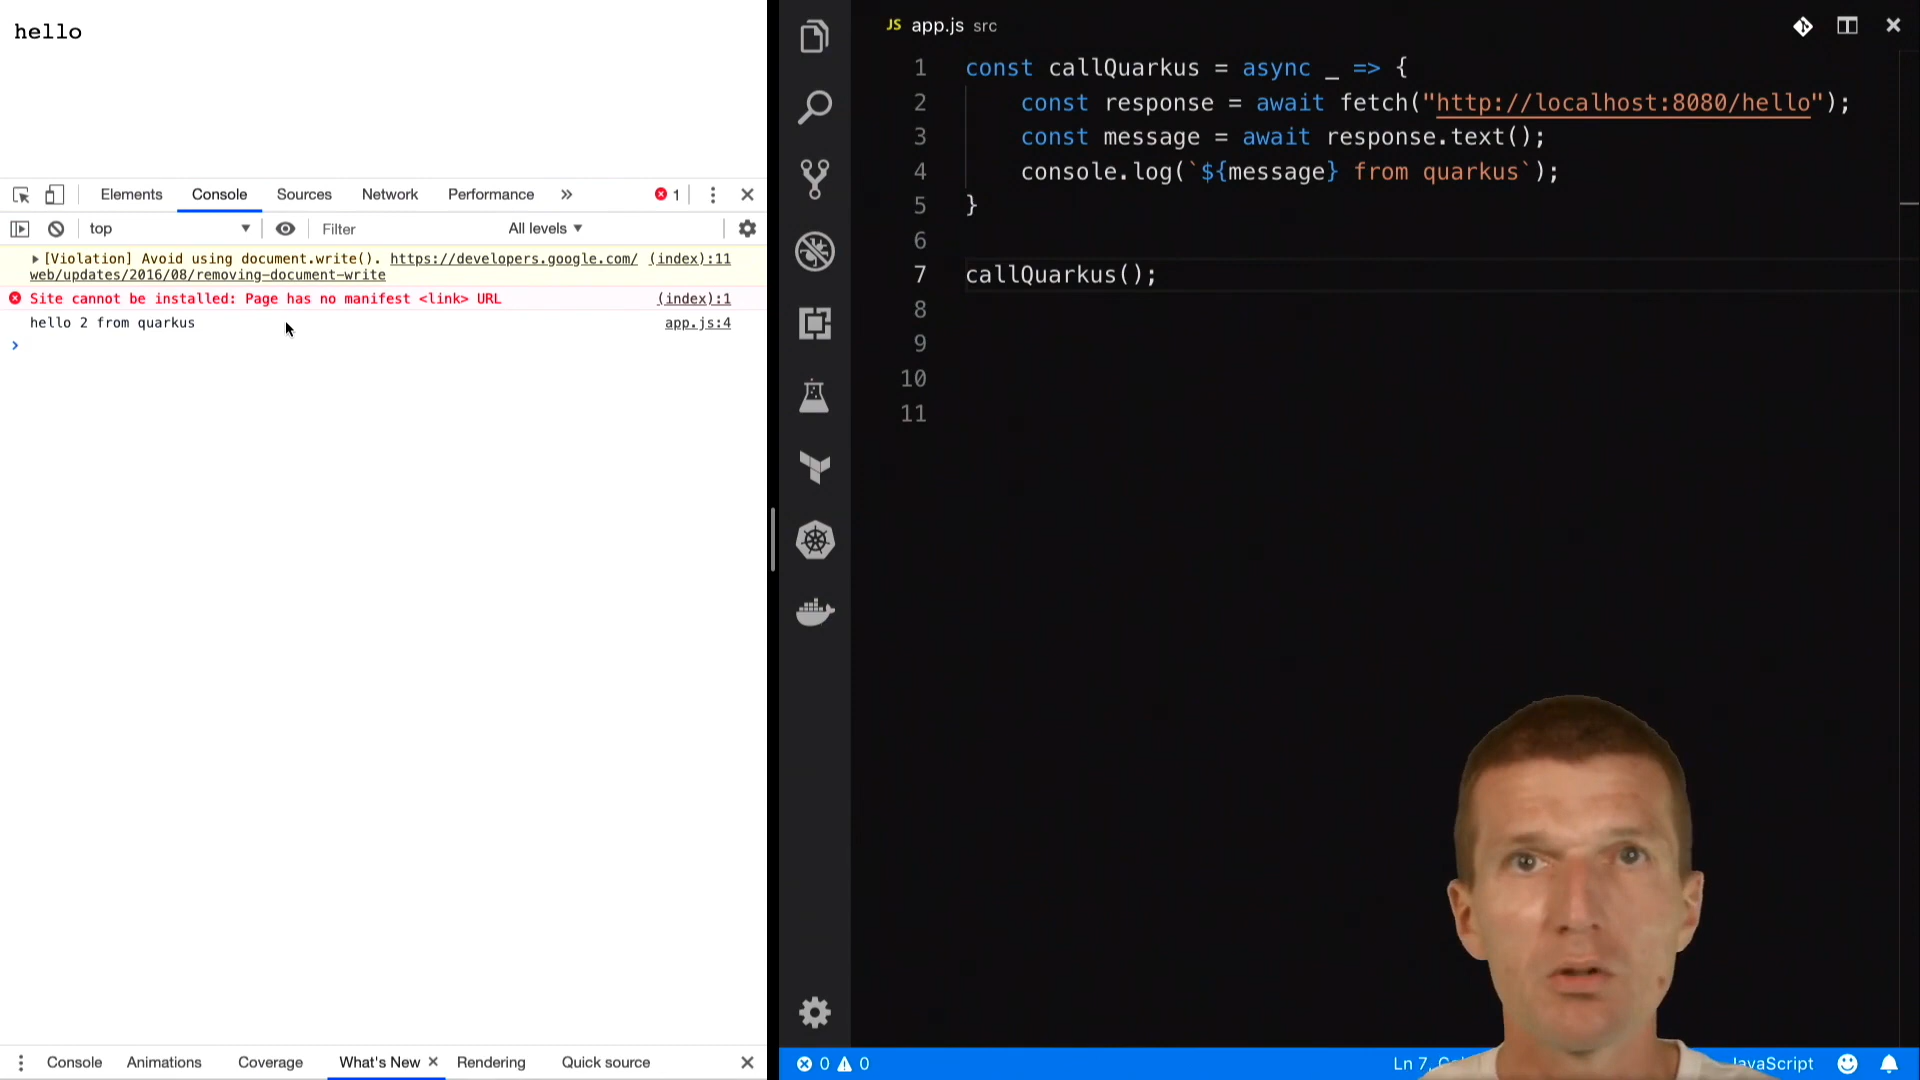 hello
Elements Console Sources Network Performance » 1
top Filter All levels
[Violation] Avoid using document.write(). https://developers.google.com/ (index):11
web/updates/2016/08/removing-document-write
Site cannot be installed: Page has no manifest <link> URL (index):1
hello 2 from quarkus app.js:4
>
Console Animations Coverage What's New × Rendering Quick source
JS app.js src
1 const callQuarkus = async _ => {
2 const response = await fetch("http://localhost:8080/hello");
3 const message = await response.text();
4 console.log(`${message} from quarkus`);
5 }
6
7 callQuarkus();
8
9
10
11
0 0 Ln 7, JavaScript